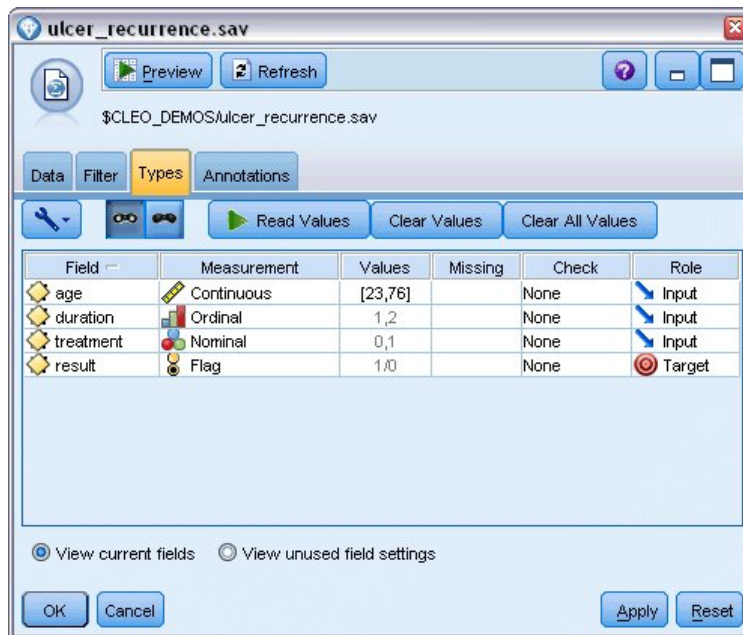 ulcer_recurrence.sav
Preview Refresh
$CLEO_DEMOS/ulcer_recurrence.sav
Data Filter Types Annotations
Read Values Clear Values Clear All Values
Field Measurement Values Missing Check Role
age Continuous [23,76] None Input
duration Ordinal 1,2 None Input
treatment Nominal 0,1 None Input
result Flag 1/0 None Target
View current fields View unused field settings
OK Cancel Apply Reset